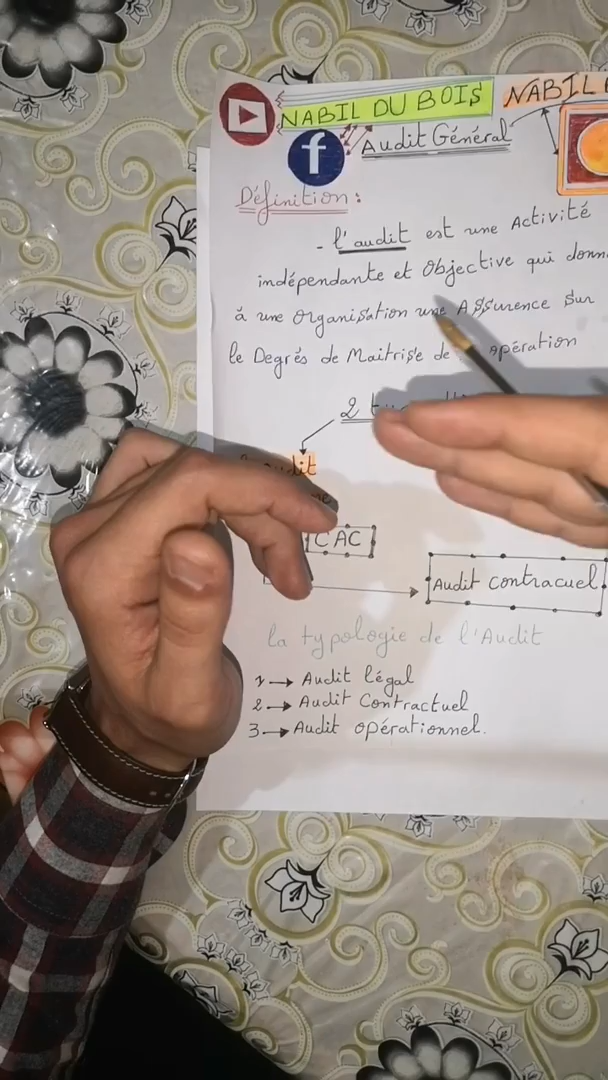 NABIL DU BOIS
NABIL
f
Audit Général
Définition :
- l'audit est une Activité
indépendante et Objective qui donn
à une Organisation une Assurence Sur
le Degrés de Maitrise de opération
2
CAC
Audit Contracuel
la typologie de l'Audit
1 → Audit légal
2 → Audit Contractuel
3 → Audit opérationnel.